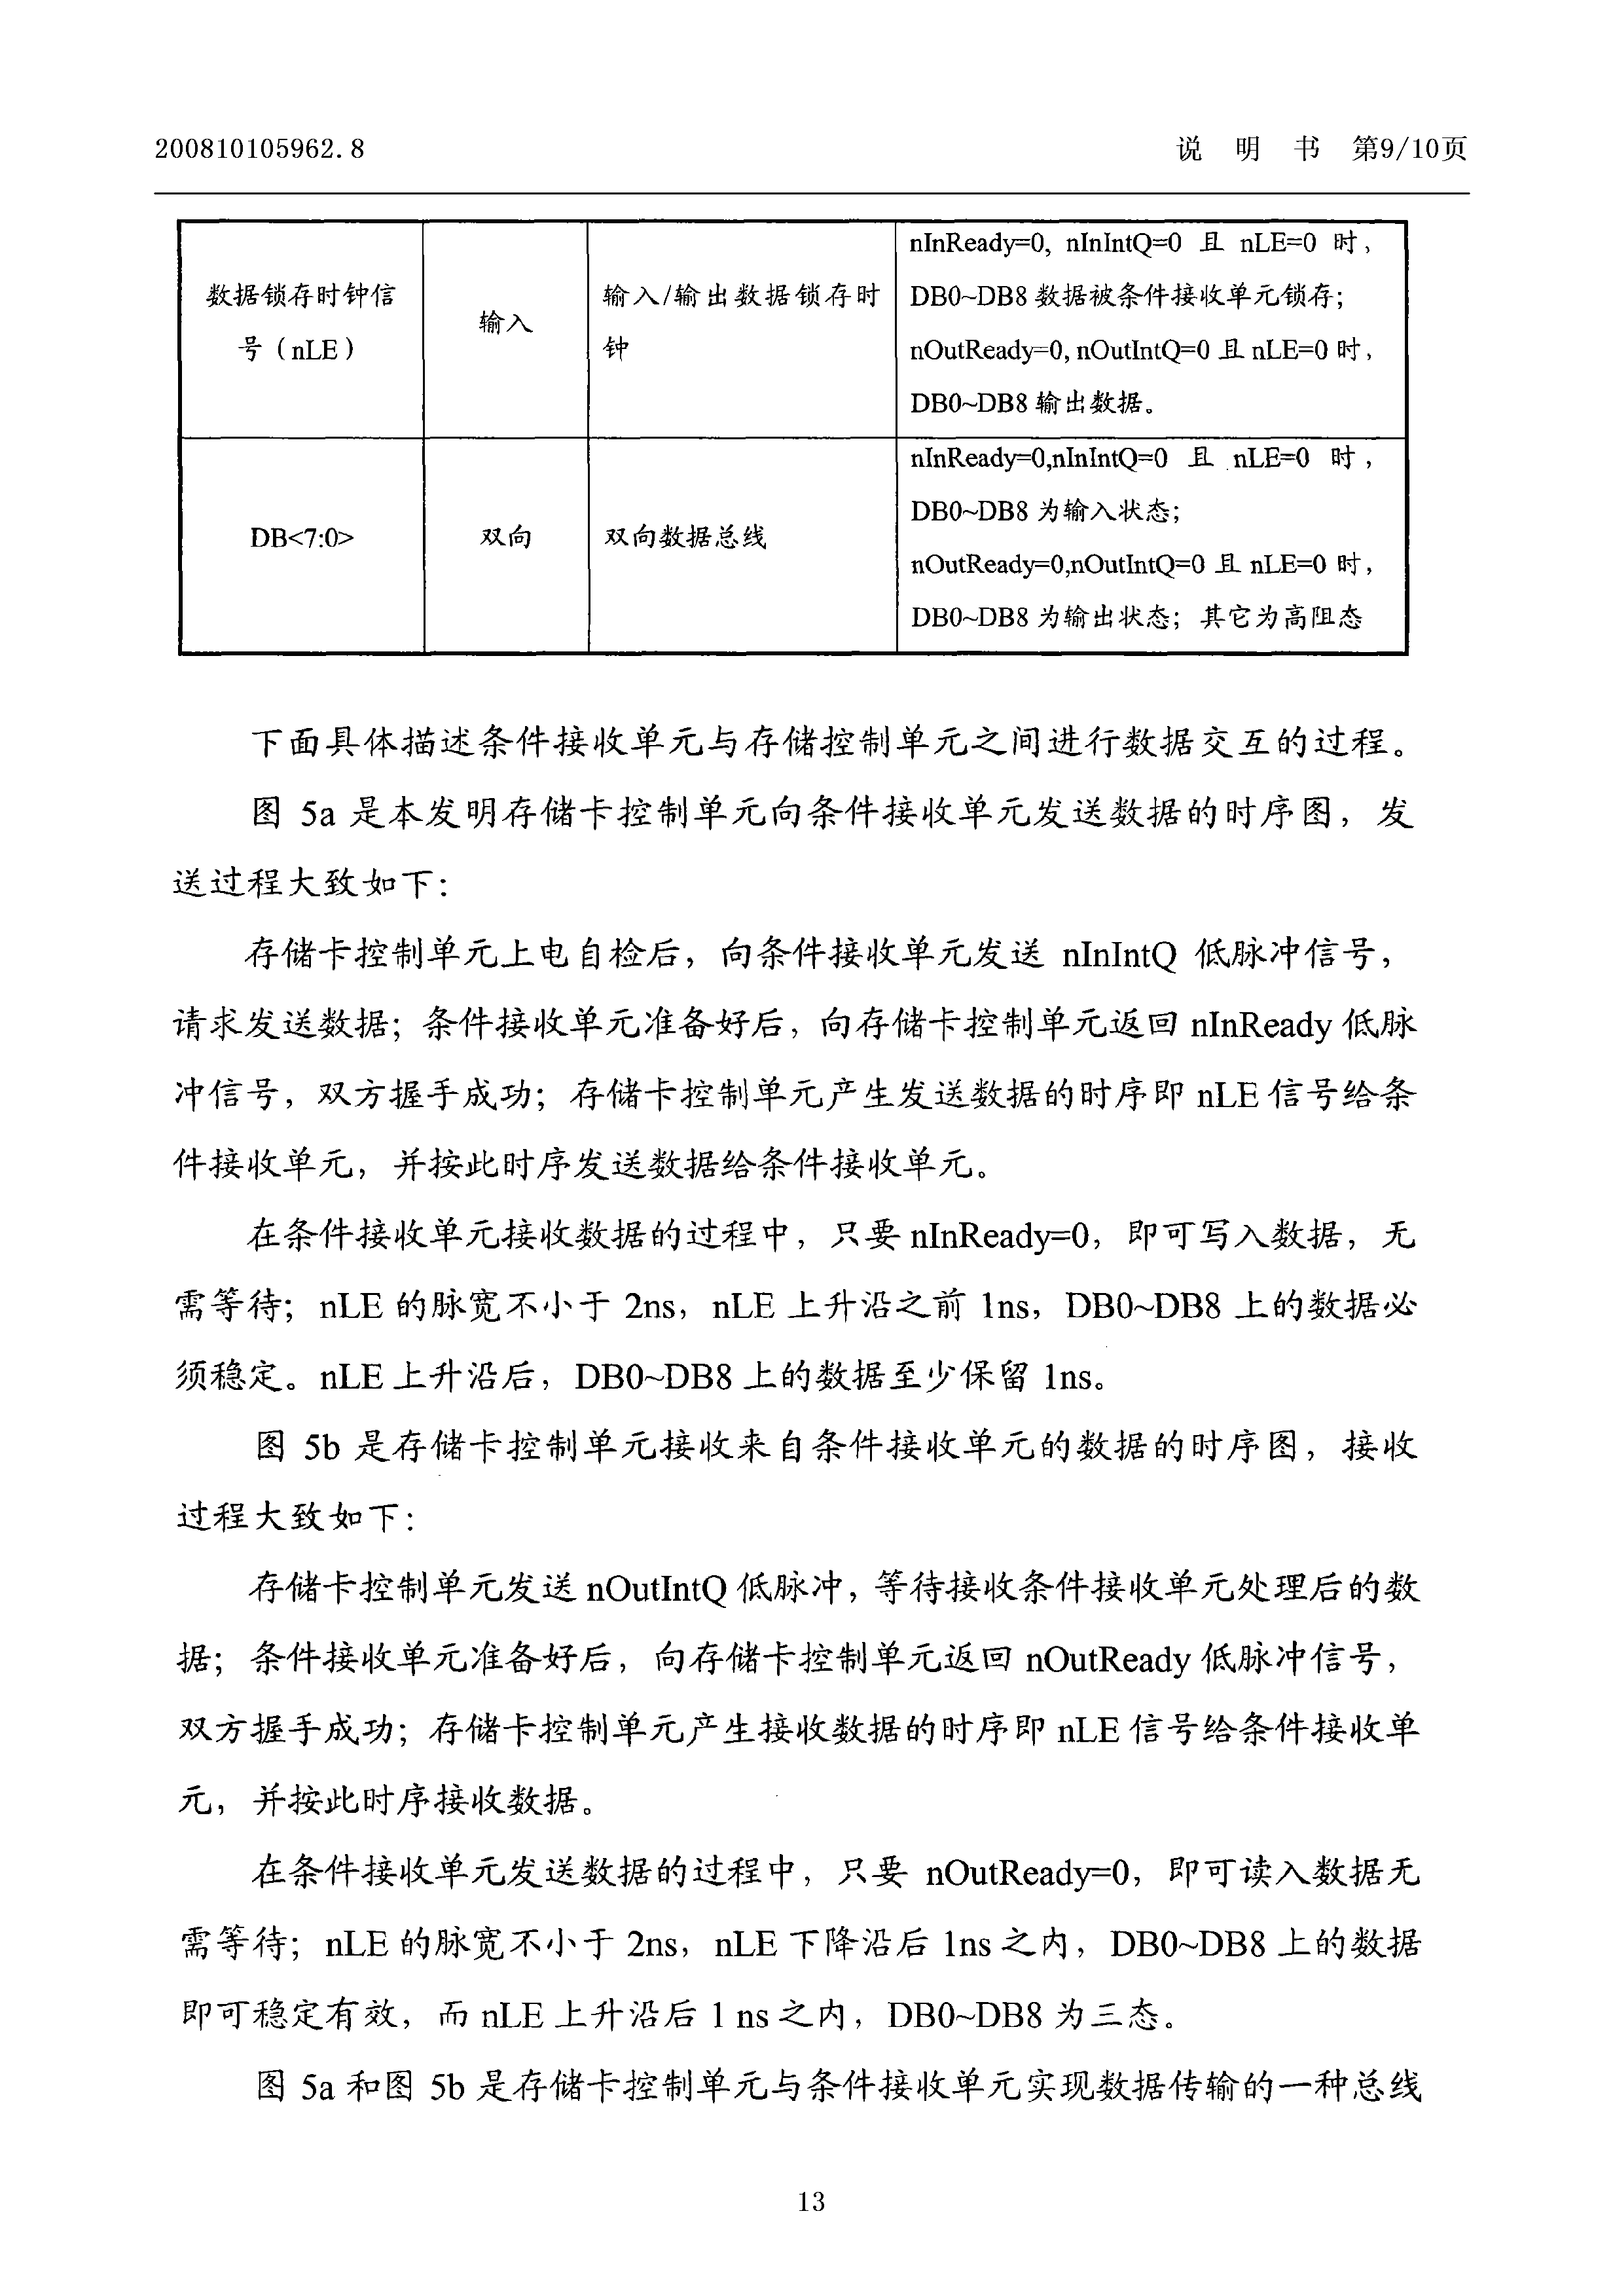 200810105962.8
说 明 书 第9/10页
数据锁存时钟信
号（nLE）
输入
输入/输出数据锁存时
钟
nInReady=0, nInIntQ=0 且 nLE=0 时，
DB0~DB8 数据被条件接收单元锁存；
nOutReady=0, nOutIntQ=0 且 nLE=0 时，
DB0~DB8 输出数据。
DB<7:0>
双向
双向数据总线
nInReady=0,nInIntQ=0 且 nLE=0 时，
DB0~DB8 为输入状态；
nOutReady=0,nOutIntQ=0 且 nLE=0 时，
DB0~DB8 为输出状态；其它为高阻态
下面具体描述条件接收单元与存储控制单元之间进行数据交互的过程。
图 5a 是本发明存储卡控制单元向条件接收单元发送数据的时序图，发
送过程大致如下：
存储卡控制单元上电自检后，向条件接收单元发送 nInIntQ 低脉冲信号，
请求发送数据；条件接收单元准备好后，向存储卡控制单元返回 nInReady 低脉
冲信号，双方握手成功；存储卡控制单元产生发送数据的时序即 nLE 信号给条
件接收单元，并按此时序发送数据给条件接收单元。
在条件接收单元接收数据的过程中，只要 nInReady=0，即可写入数据，无
需等待；nLE 的脉宽不小于 2ns，nLE 上升沿之前 1ns，DB0~DB8 上的数据必
须稳定。nLE 上升沿后，DB0~DB8 上的数据至少保留 1ns。
图 5b 是存储卡控制单元接收来自条件接收单元的数据的时序图，接收
过程大致如下：
存储卡控制单元发送 nOutIntQ 低脉冲，等待接收条件接收单元处理后的数
据；条件接收单元准备好后，向存储卡控制单元返回 nOutReady 低脉冲信号，
双方握手成功；存储卡控制单元产生接收数据的时序即 nLE 信号给条件接收单
元，并按此时序接收数据。
在条件接收单元发送数据的过程中，只要 nOutReady=0，即可读入数据无
需等待；nLE 的脉宽不小于 2ns，nLE 下降沿后 1ns 之内，DB0~DB8 上的数据
即可稳定有效，而 nLE 上升沿后 1 ns 之内，DB0~DB8 为三态。
图 5a 和图 5b 是存储卡控制单元与条件接收单元实现数据传输的一种总线
13